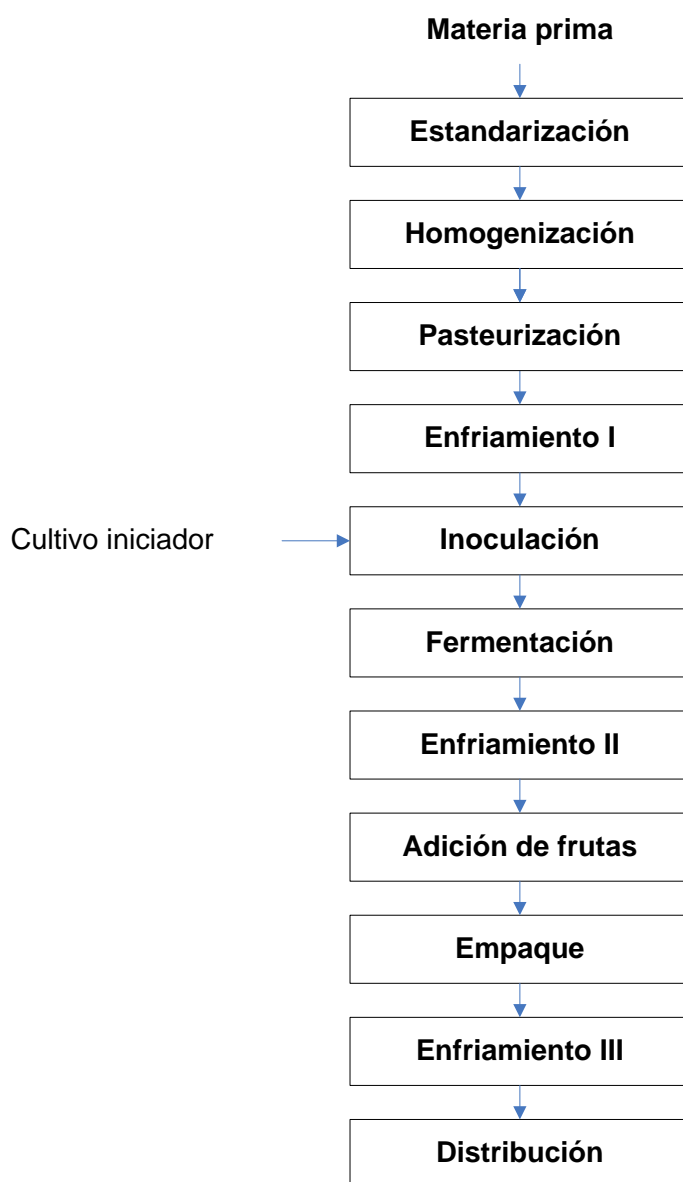 Materia prima
Estandarización
Homogenización
Pasteurización
Enfriamiento I
Cultivo iniciador
Inoculación
Fermentación
Enfriamiento II
Adición de frutas
Empaque
Enfriamiento III
Distribución